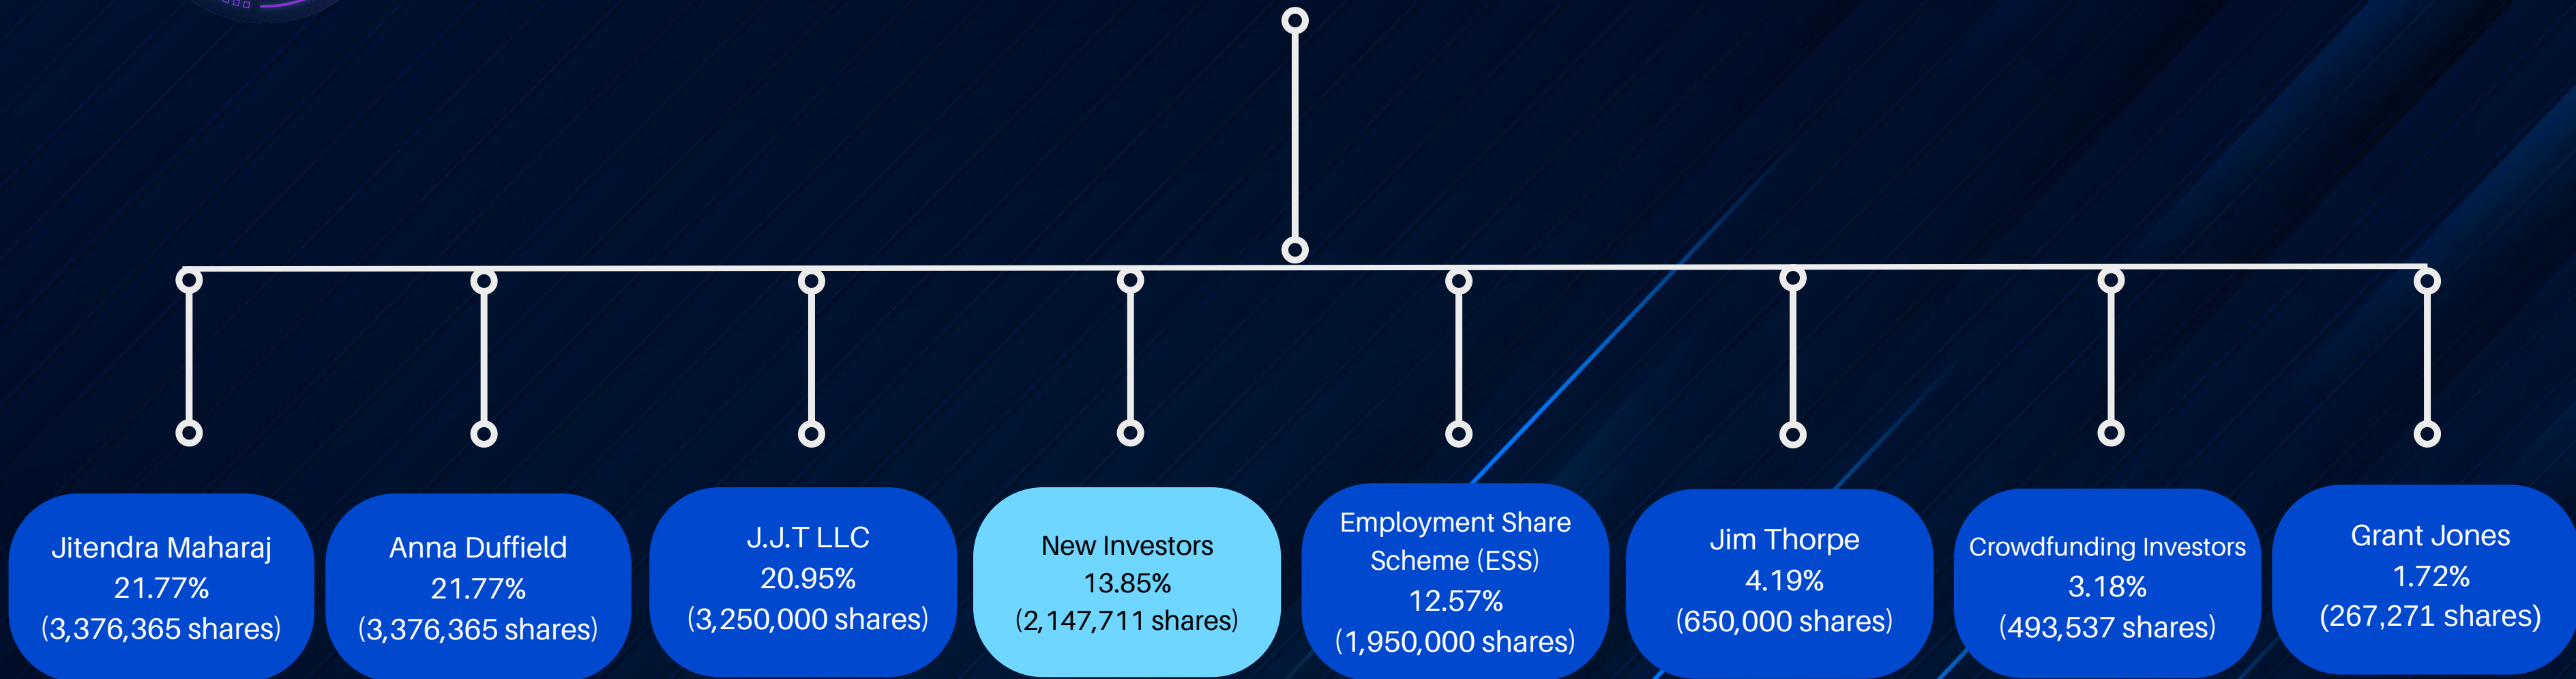 Jitendra Maharaj
21.77%
(3,376,365 shares)
Anna Duffield
21.77%
(3,376,365 shares)
J.J.T LLC
20.95%
(3,250,000 shares)
New Investors
13.85%
(2,147,711 shares)
Employment Share
Scheme (ESS)
12.57%
(1,950,000 shares)
Jim Thorpe
4.19%
(650,000 shares)
Crowdfunding Investors
3.18%
(493,537 shares)
Grant Jones
1.72%
(267,271 shares)